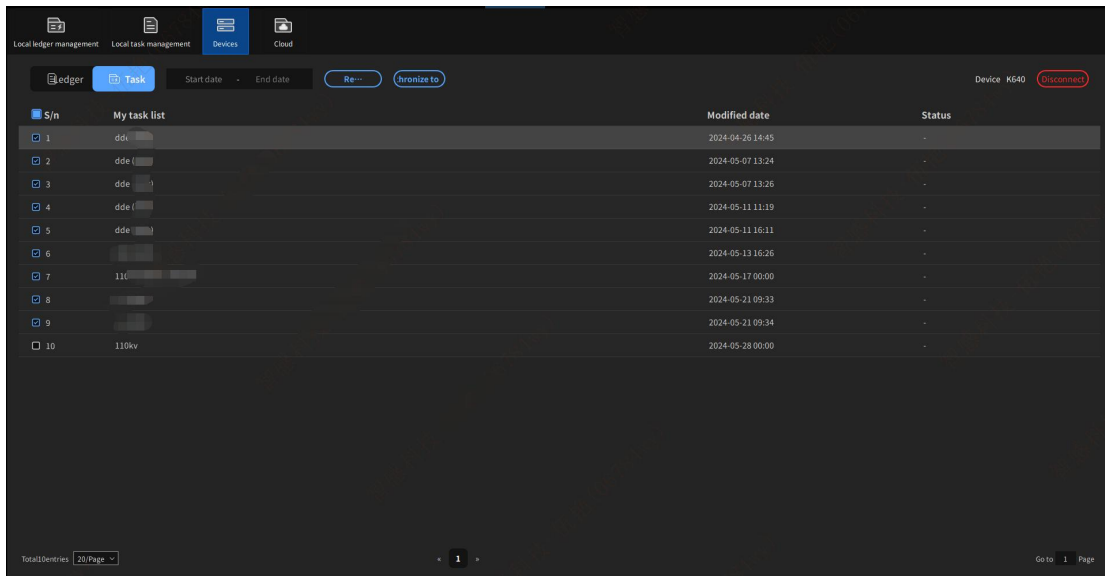 Local ledger management Local task management Devices Cloud
Ledger Task Start date - End date Re··· chronize to Device K640 Disconnect
S/n My task list Modified date Status
1 2024-04-26 14:45 -
2 dde ( 2024-05-07 13:24 -
3 dde 2024-05-07 13:26 -
4 dde ( 2024-05-11 11:19 -
5 dde 2024-05-11 16:11 -
6 2024-05-13 16:26 -
7 110 2024-05-17 00:00 -
8 2024-05-21 09:33 -
9 2024-05-21 09:34 -
10 110kv 2024-05-28 00:00 -
Total10entries 20/Page « 1 » Go to 1 Page